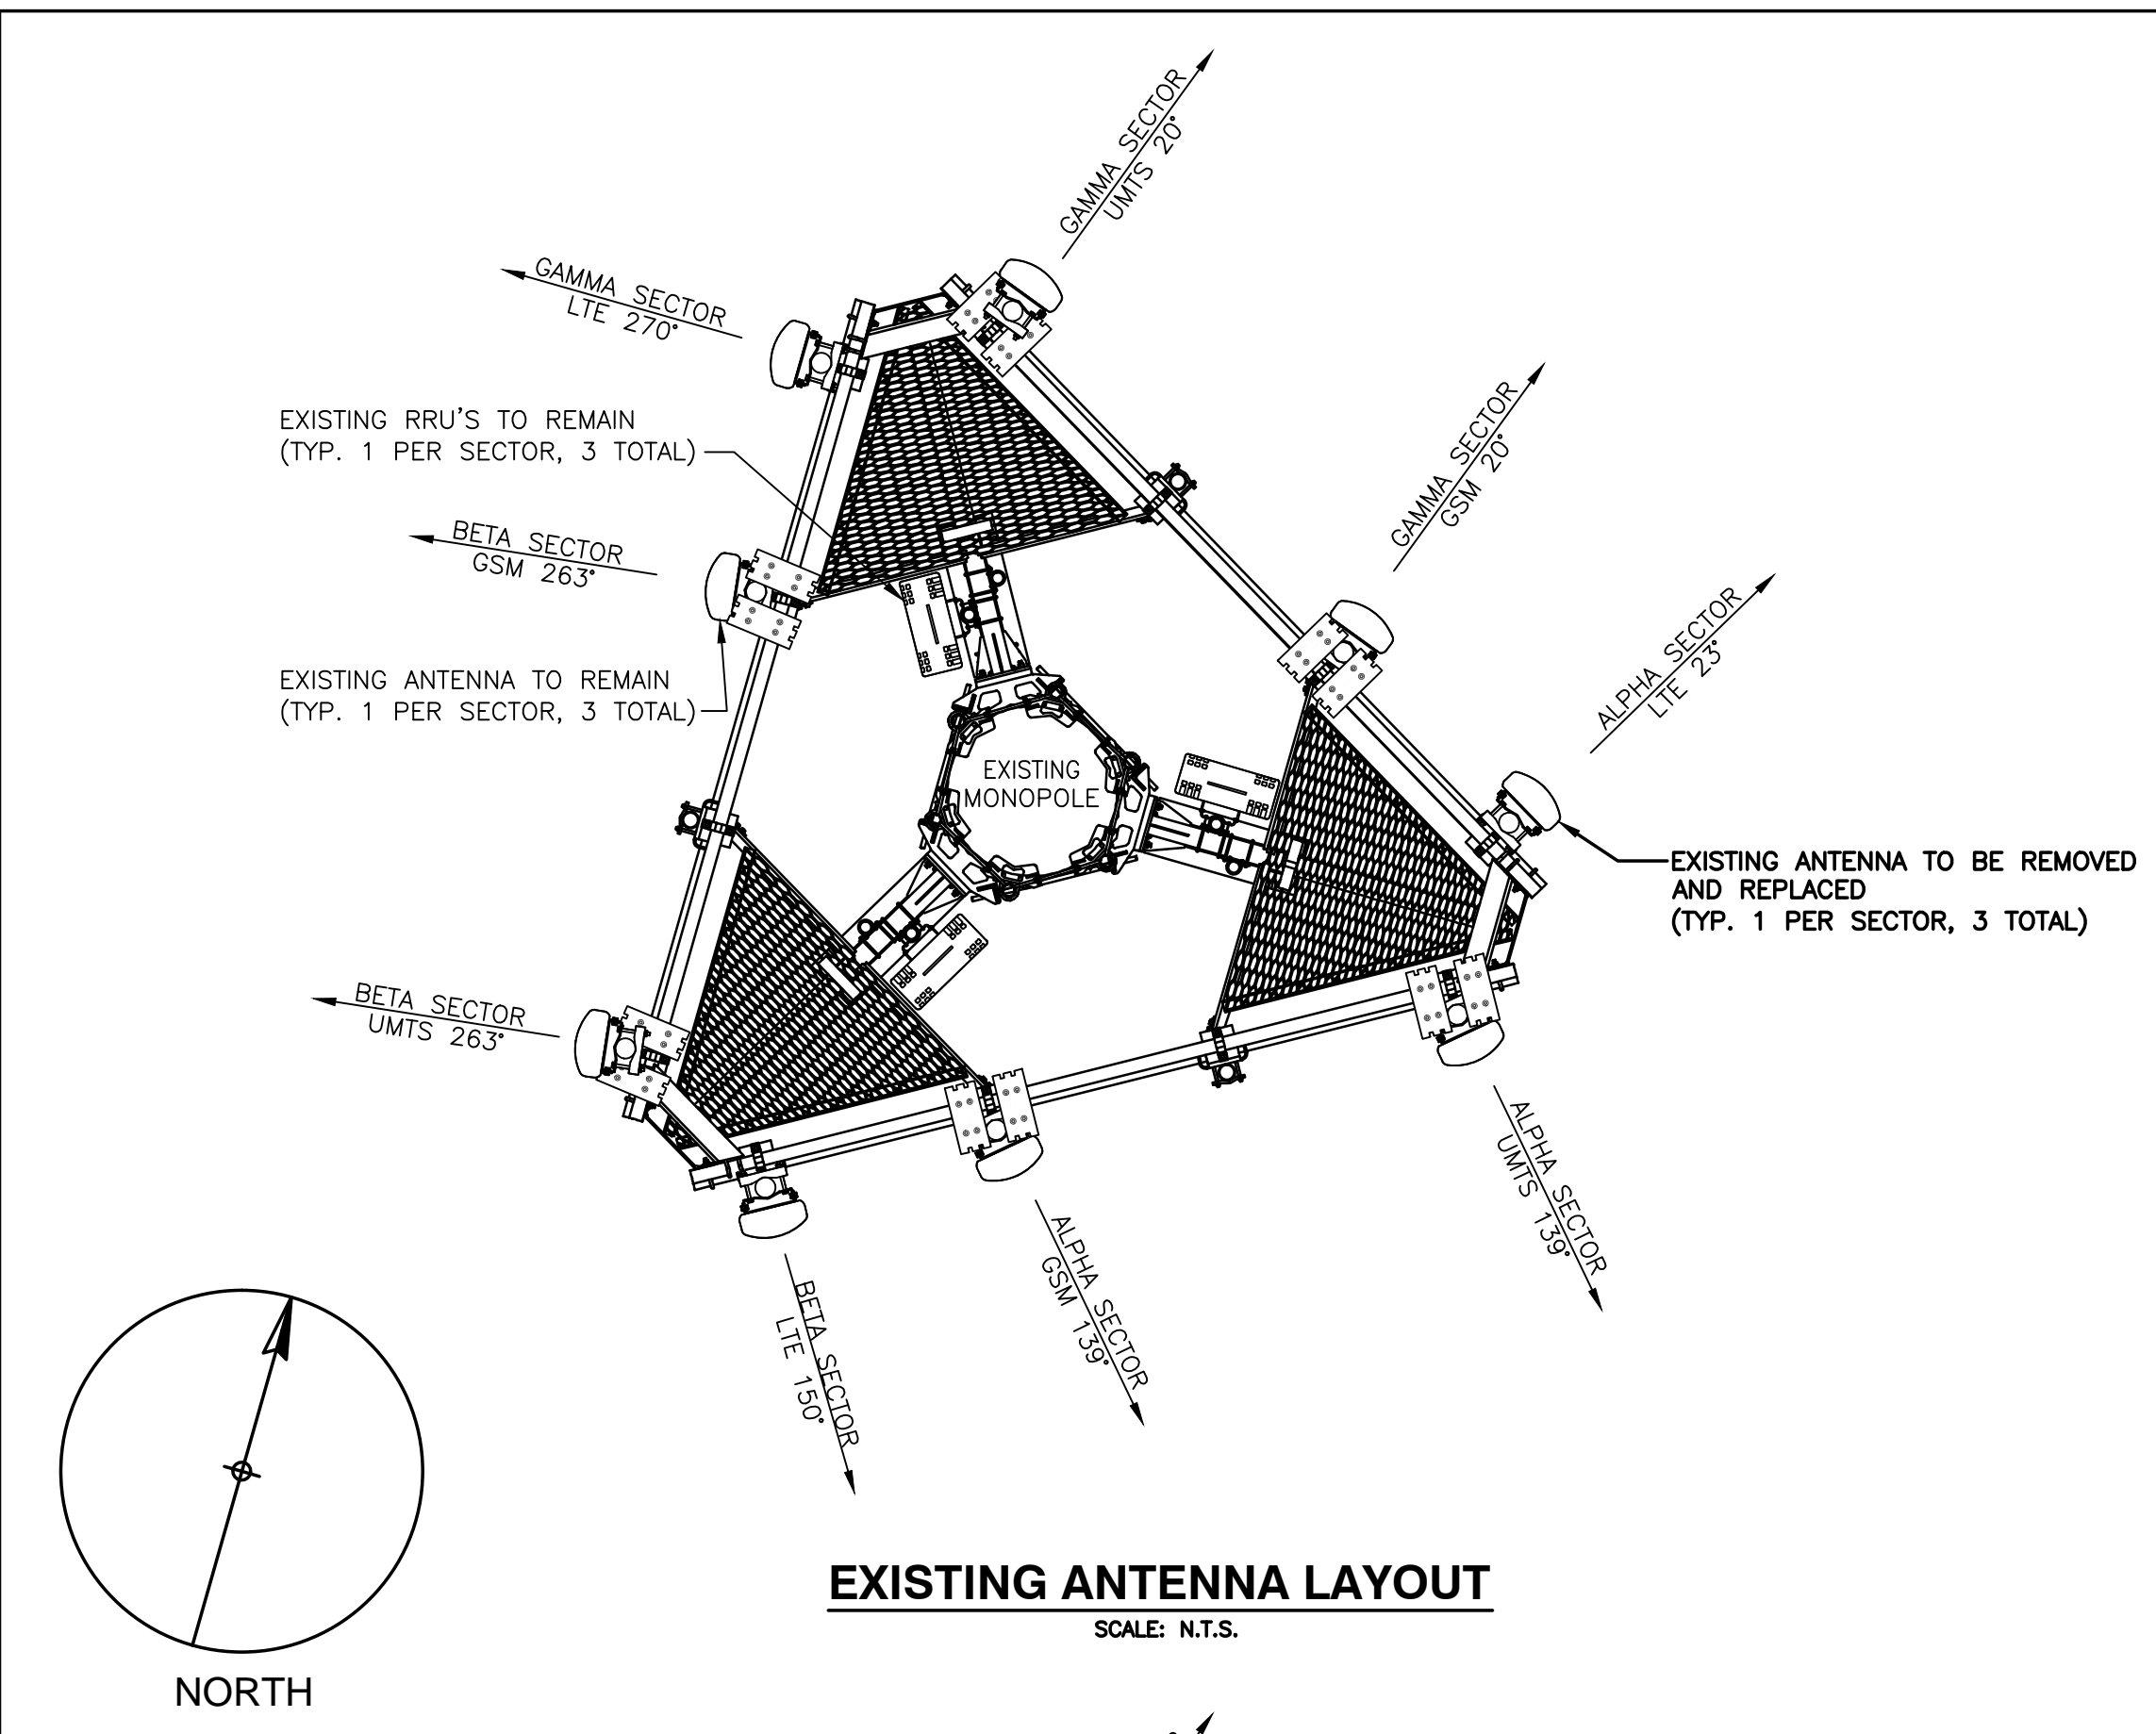 GAMMA SECTOR
UMTS 20°
GAMMA SECTOR
LTE 270°
GAMMA SECTOR
GSM 20°
EXISTING RRU'S TO REMAIN
(TYP. 1 PER SECTOR, 3 TOTAL)
BETA SECTOR
GSM 263°
ALPHA SECTOR
LTE 23°
EXISTING ANTENNA TO REMAIN
(TYP. 1 PER SECTOR, 3 TOTAL)
EXISTING
MONOPOLE
EXISTING ANTENNA TO BE REMOVED
AND REPLACED
(TYP. 1 PER SECTOR, 3 TOTAL)
BETA SECTOR
UMTS 263°
ALPHA SECTOR
UMTS 139°
ALPHA SECTOR
GSM 139°
BETA SECTOR
LTE 150°
EXISTING ANTENNA LAYOUT
SCALE: N.T.S.
NORTH